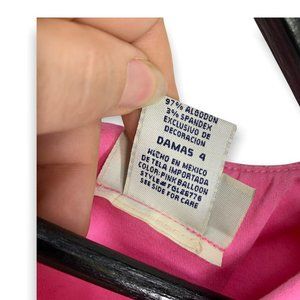 97% ALGODON
3% SPANDEX
EXCLUSIVO DE
DECORACION
DAMAS 4
HECHO EN MEXICO
DE TELA IMPORTADA
COLOR: PINK BALLOON
STYLE# FGL26776
SEE SIDE FOR CARE